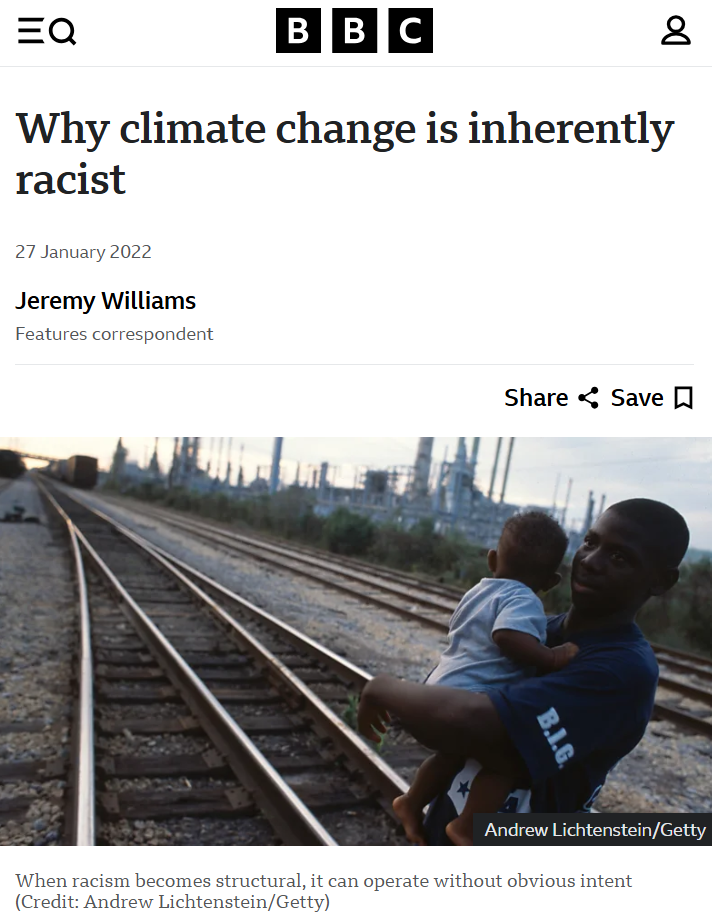 BBC
Why climate change is inherently
racist
27 January 2022
Jeremy Williams
Features correspondent
Share Save
B.I.G.
Andrew Lichtenstein/Getty
When racism becomes structural, it can operate without obvious intent
(Credit: Andrew Lichtenstein/Getty)